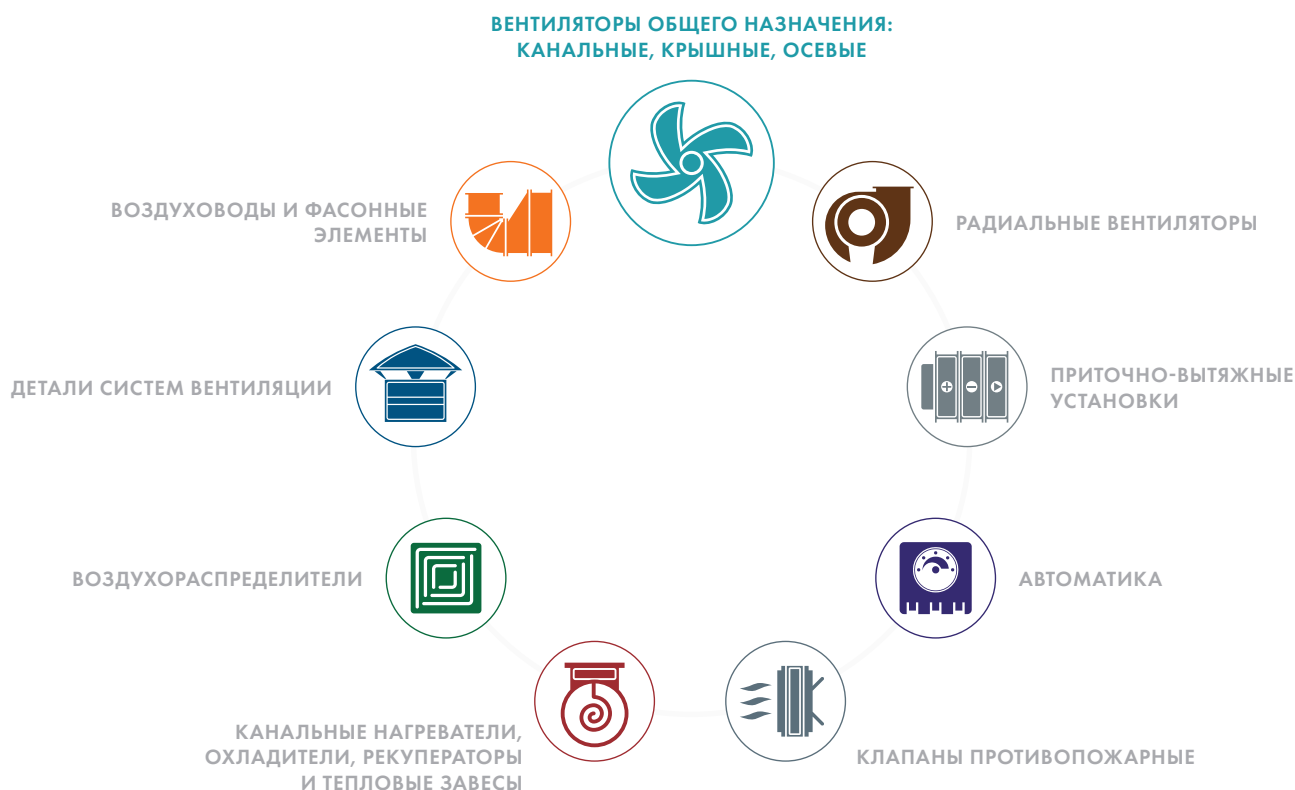 ВЕНТИЛЯТОРЫ ОБЩЕГО НАЗНАЧЕНИЯ:
КАНАЛЬНЫЕ, КРЫШНЫЕ, ОСЕВЫЕ
ВОЗДУХОВОДЫ И ФАСОННЫЕ
ЭЛЕМЕНТЫ
РАДИАЛЬНЫЕ ВЕНТИЛЯТОРЫ
ДЕТАЛИ СИСТЕМ ВЕНТИЛЯЦИИ
ПРИТОЧНО-ВЫТЯЖНЫЕ
УСТАНОВКИ
ВОЗДУХОРАСПРЕДЕЛИТЕЛИ
АВТОМАТИКА
КАНАЛЬНЫЕ НАГРЕВАТЕЛИ,
ОХЛАДИТЕЛИ, РЕКУПЕРАТОРЫ
И ТЕПЛОВЫЕ ЗАВЕСЫ
КЛАПАНЫ ПРОТИВОПОЖАРНЫЕ